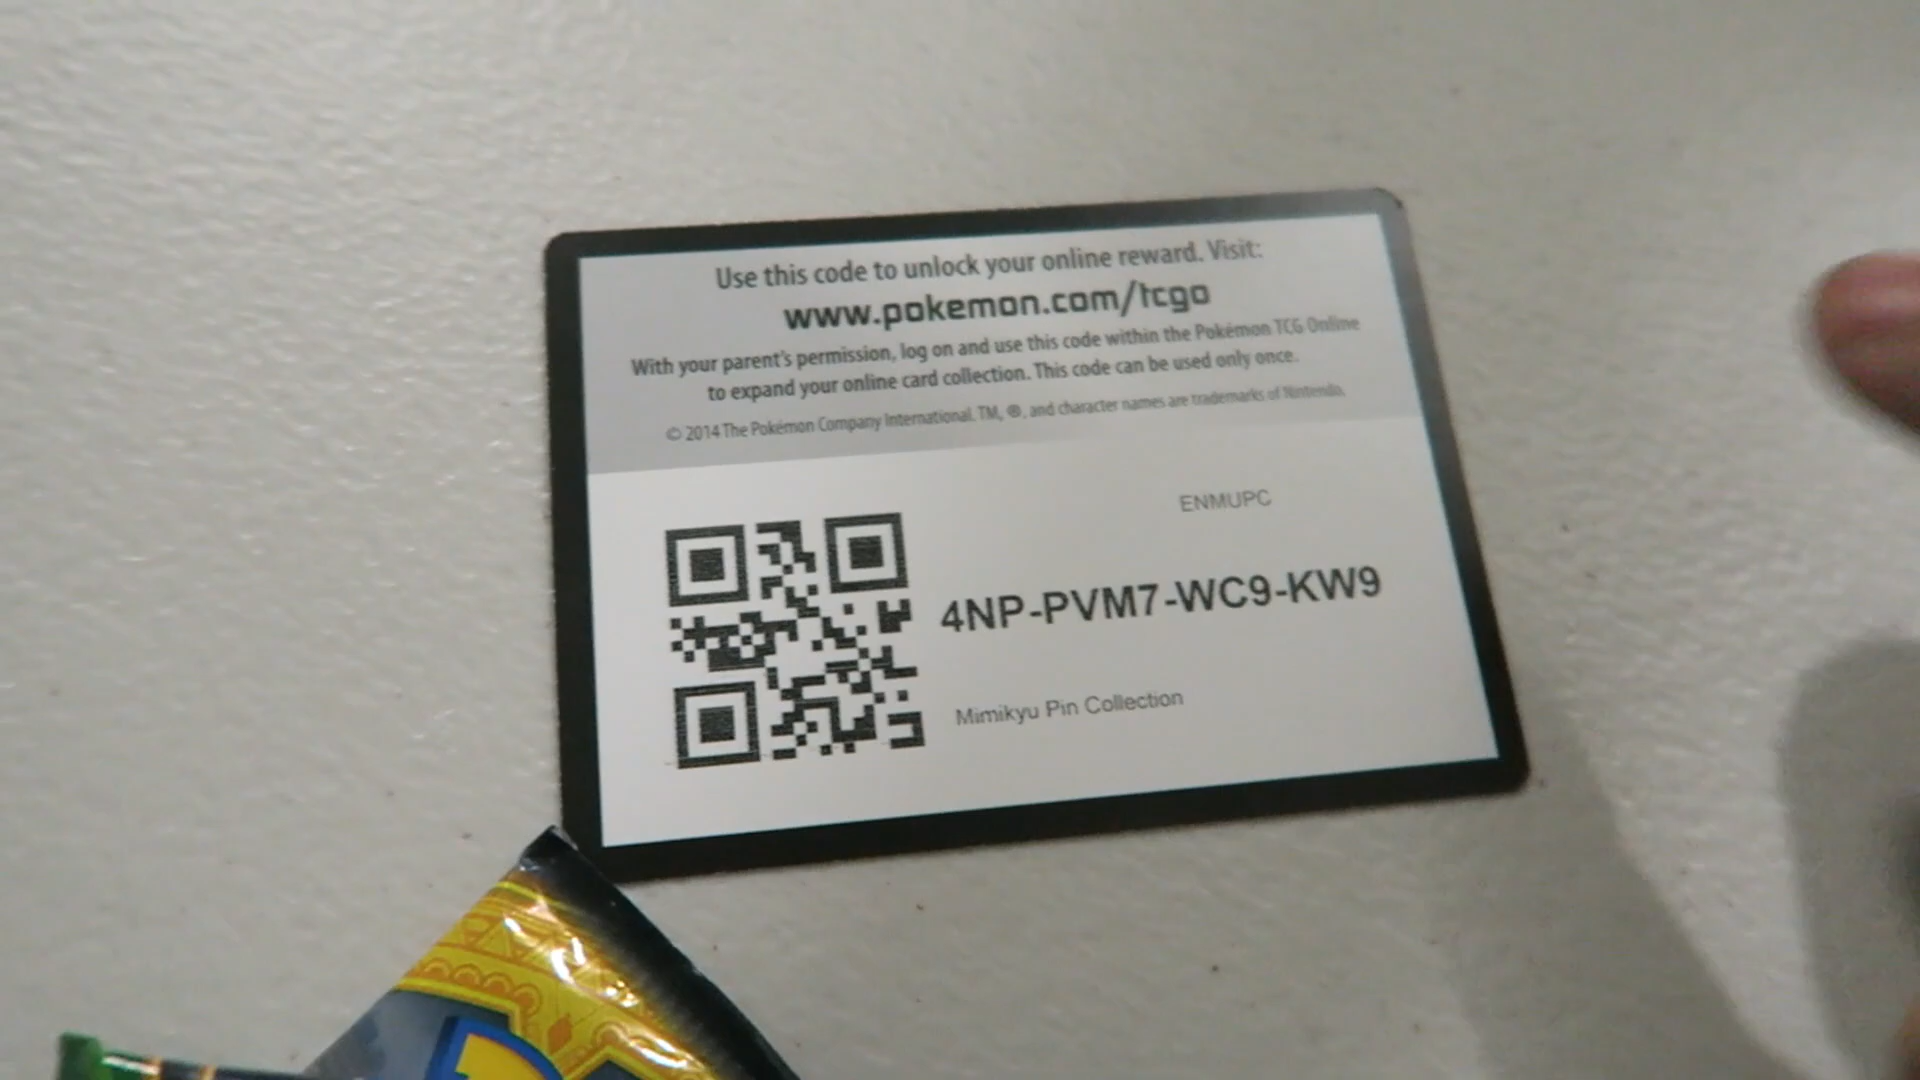 Use this code to unlock your online reward. Visit:
www.pokemon.com/tcgo
With your parent's permission, log on and use this code within the Pokémon TCG Online
to expand your online card collection. This code can be used only once.
© 2014 The Pokémon Company International. TM, ®, and character names are trademarks of Nintendo.
ENMUPC
4NP-PVM7-WC9-KW9
Mimikyu Pin Collection